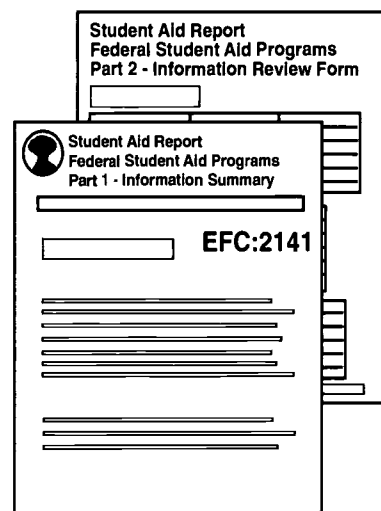 Student Aid Report
Federal Student Aid Programs
Part 2 - Information Review Form
Student Aid Report
Federal Student Aid Programs
Part 1 - Information Summary
EFC:2141